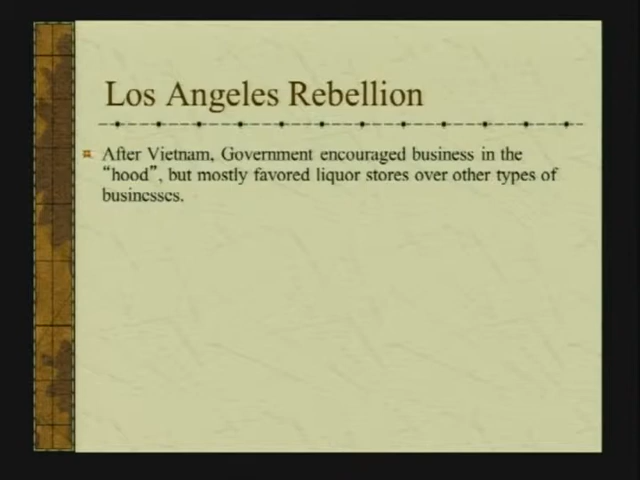 Los Angeles Rebellion
After Vietnam, Government encouraged business in the
“hood”, but mostly favored liquor stores over other types of
businesses.